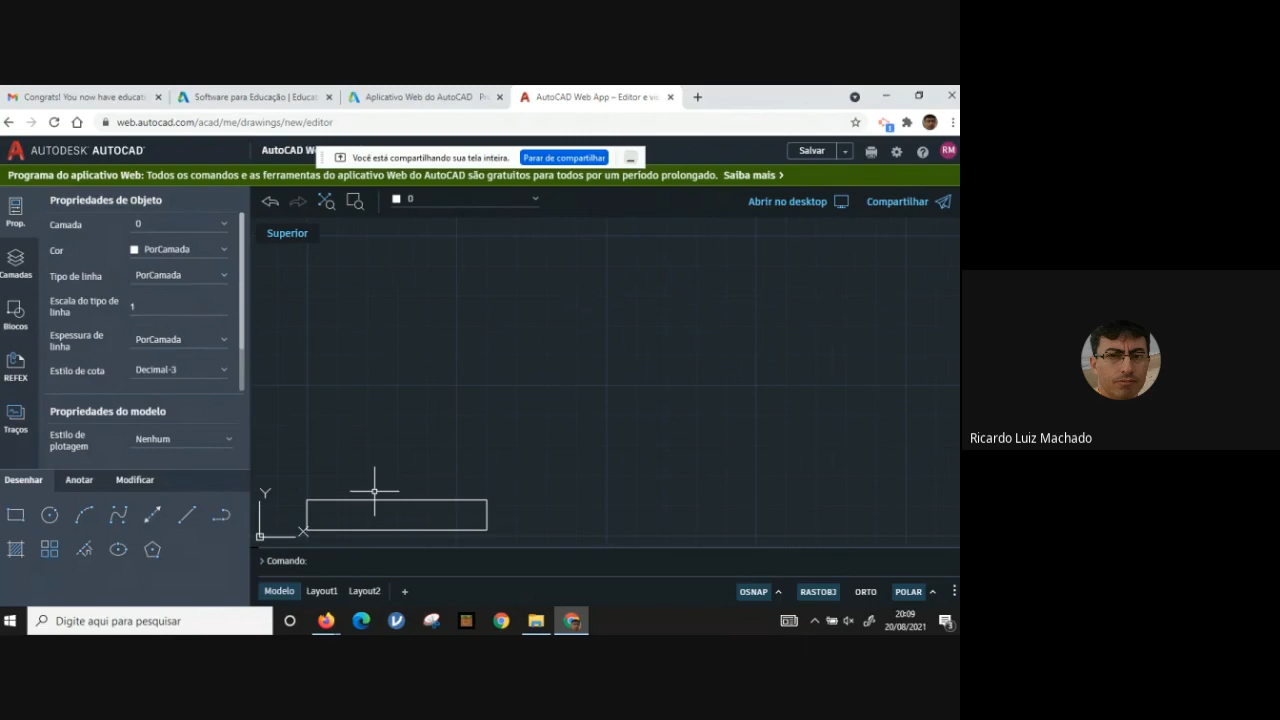 Congrats! You now have educat
Software para Educação | Educat
Aplicativo Web do AutoCAD
AutoCAD Web App – Editor e vi
web.autocad.com/acad/me/drawings/new/editor
AUTODESK® AUTOCAD®
AutoCAD W
Você está compartilhando sua tela inteira.
Parar de compartilhar
Salvar
RM
Programa do aplicativo Web: Todos os comandos e as ferramentas do aplicativo Web do AutoCAD são gratuitos para todos por um período prolongado. Saiba mais
Prop.
Camadas
Blocos
REFEX
Traços
Propriedades de Objeto
Camada 0
Cor PorCamada
Tipo de linha PorCamada
Escala do tipo de
linha 1
Espessura de
linha PorCamada
Estilo de cota Decimal-3
Propriedades do modelo
Estilo de
plotagem Nenhum
Desenhar Anotar Modificar
0
Abrir no desktop
Compartilhar
Superior
Y
X
Comando:
Modelo Layout1 Layout2 +
OSNAP RASTOBJ ORTO POLAR
Digite aqui para pesquisar
20:09
20/08/2021
Ricardo Luiz Machado